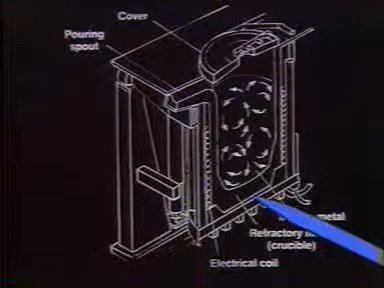 Cover
Pouring
spout
metal
Refractory
(crucible)
Electrical coil